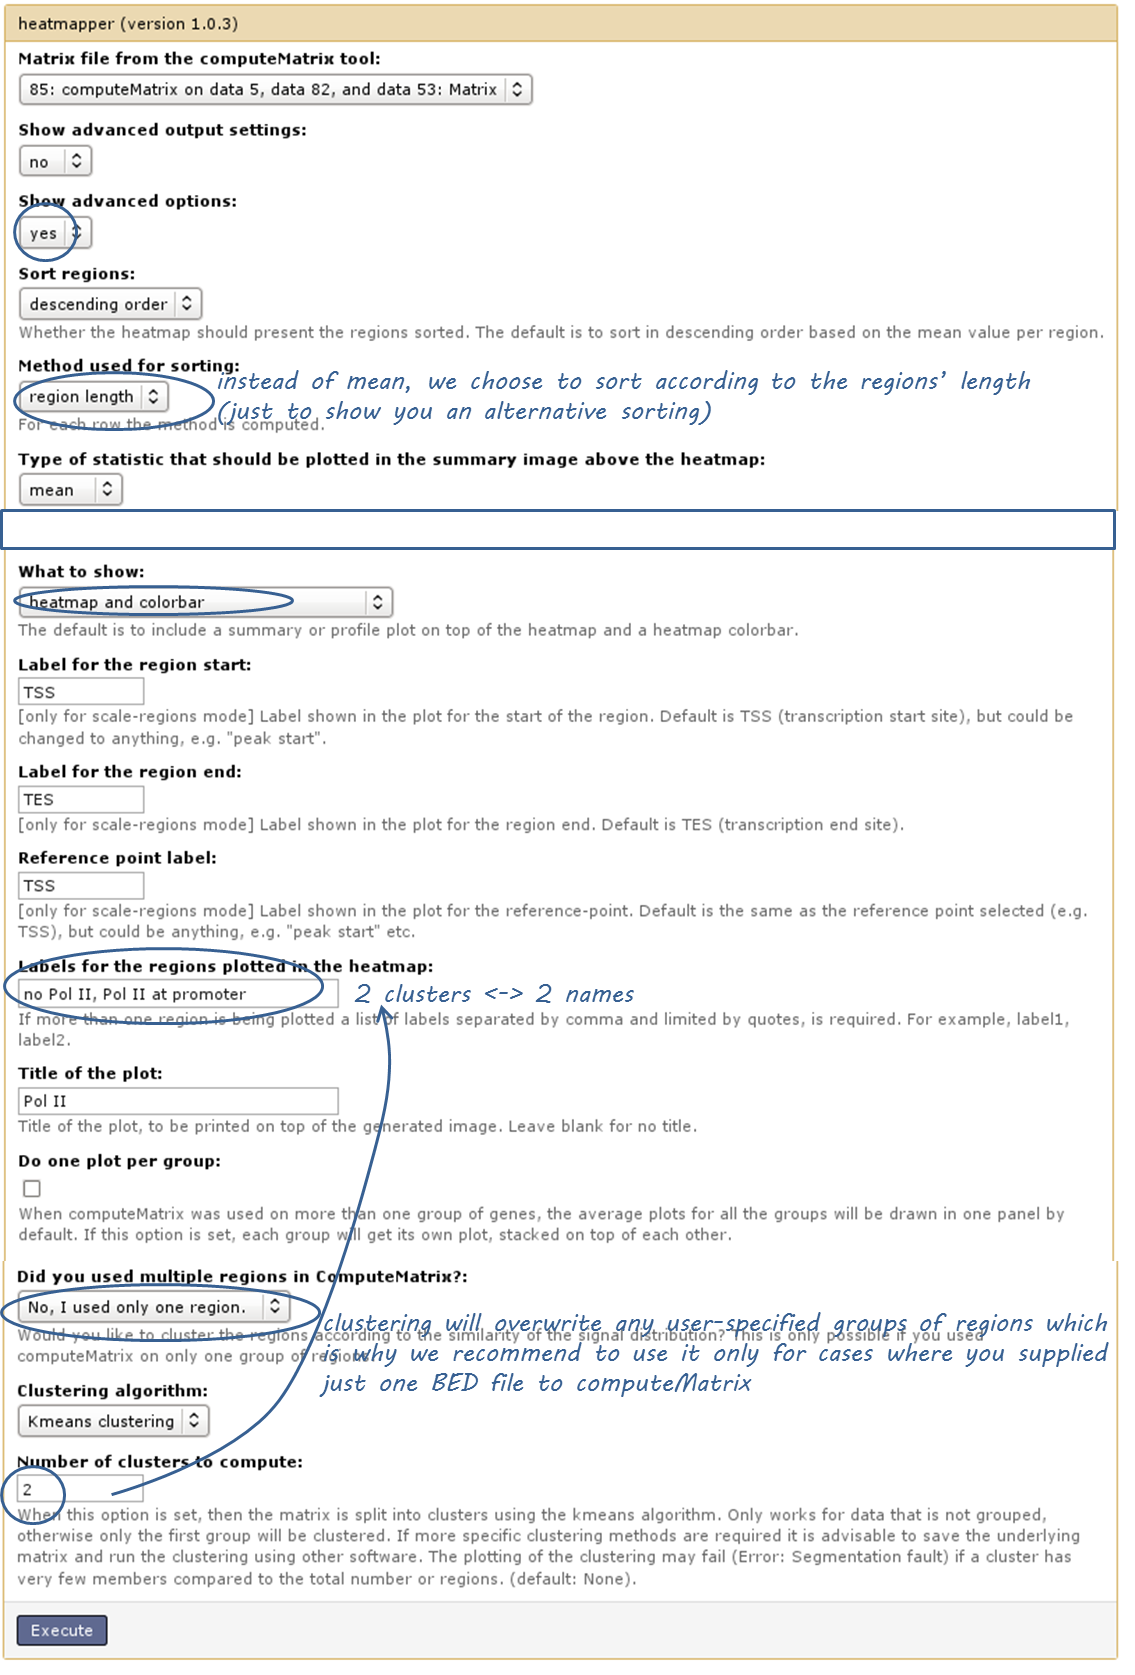 heatmapper (version 1.0.3)
Matrix file from the computeMatrix tool:
85: computeMatrix on data 5, data 82, and data 53: Matrix
Show advanced output settings:
no
Show advanced options:
yes
Sort regions:
descending order
Whether the heatmap should present the regions sorted. The default is to sort in descending order based on the mean value per region.
Method used for sorting:
region length
instead of mean, we choose to sort according to the regions’ length
(just to show you an alternative sorting)
For each row the method is computed.
Type of statistic that should be plotted in the summary image above the heatmap:
mean
What to show:
heatmap and colorbar
The default is to include a summary or profile plot on top of the heatmap and a heatmap colorbar.
Label for the region start:
TSS
[only for scale-regions mode] Label shown in the plot for the start of the region. Default is TSS (transcription start site), but could be
changed to anything, e.g. "peak start".
Label for the region end:
TES
[only for scale-regions mode] Label shown in the plot for the region end. Default is TES (transcription end site).
Reference point label:
TSS
[only for scale-regions mode] Label shown in the plot for the reference-point. Default is the same as the reference point selected (e.g.
TSS), but could be anything, e.g. "peak start" etc.
Labels for the regions plotted in the heatmap:
no Pol II, Pol II at promoter
2 clusters <-> 2 names
If more than one region is being plotted a list of labels separated by comma and limited by quotes, is required. For example, label1,
label2.
Title of the plot:
Pol II
Title of the plot, to be printed on top of the generated image. Leave blank for no title.
Do one plot per group:
When computeMatrix was used on more than one group of genes, the average plots for all the groups will be drawn in one panel by
default. If this option is set, each group will get its own plot, stacked on top of each other.
Did you used multiple regions in ComputeMatrix?:
No, I used only one region.
clustering will overwrite any user-specified groups of regions which
is why we recommend to use it only for cases where you supplied
just one BED file to computeMatrix
Would you like to cluster the regions according to the similarity of the signal distribution? This is only possible if you used
computeMatrix on only one group of regions.
Clustering algorithm:
Kmeans clustering
Number of clusters to compute:
2
When this option is set, then the matrix is split into clusters using the kmeans algorithm. Only works for data that is not grouped,
otherwise only the first group will be clustered. If more specific clustering methods are required it is advisable to save the underlying
matrix and run the clustering using other software. The plotting of the clustering may fail (Error: Segmentation fault) if a cluster has
very few members compared to the total number or regions. (default: None).
Execute